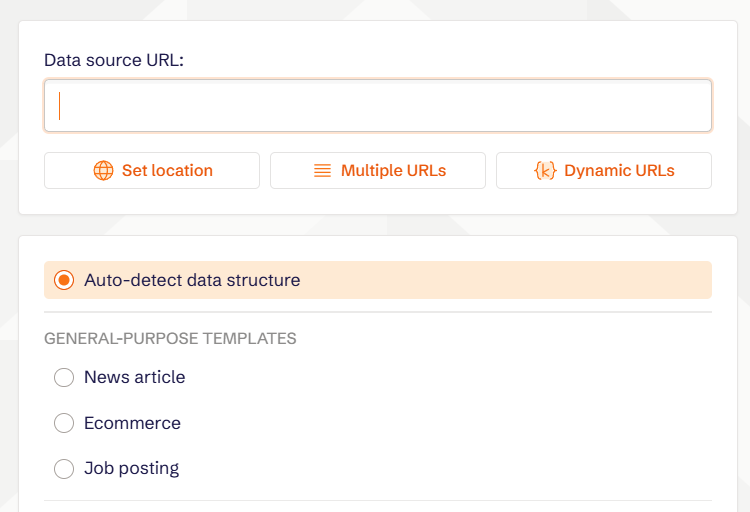 Data source URL:
Set location
Multiple URLs
{k} Dynamic URLs
Auto-detect data structure
GENERAL-PURPOSE TEMPLATES
News article
Ecommerce
Job posting